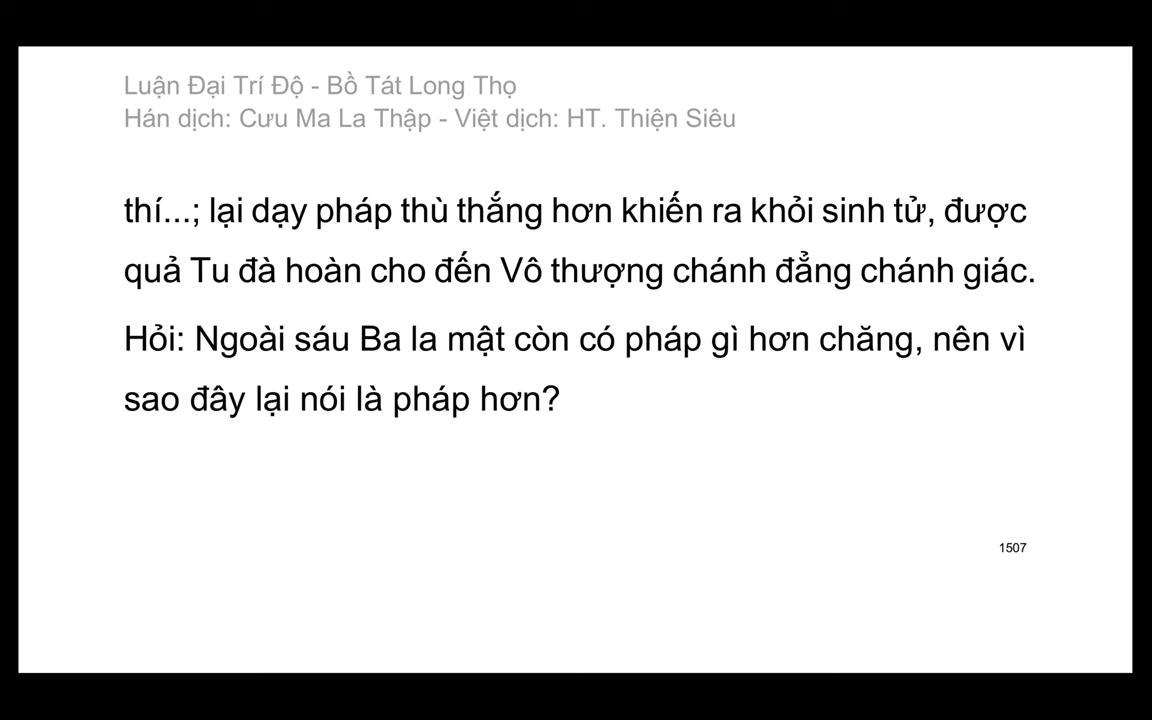 Luận Đại Trí Độ - Bồ Tát Long Thọ
Hán dịch: Cưu Ma La Thập - Việt dịch: HT. Thiện Siêu
thí...; lại dạy pháp thù thắng hơn khiến ra khỏi sinh tử, được
quả Tu đà hoàn cho đến Vô thượng chánh đẳng chánh giác.
Hỏi: Ngoài sáu Ba la mật còn có pháp gì hơn chăng, nên vì
sao đây lại nói là pháp hơn?
1507